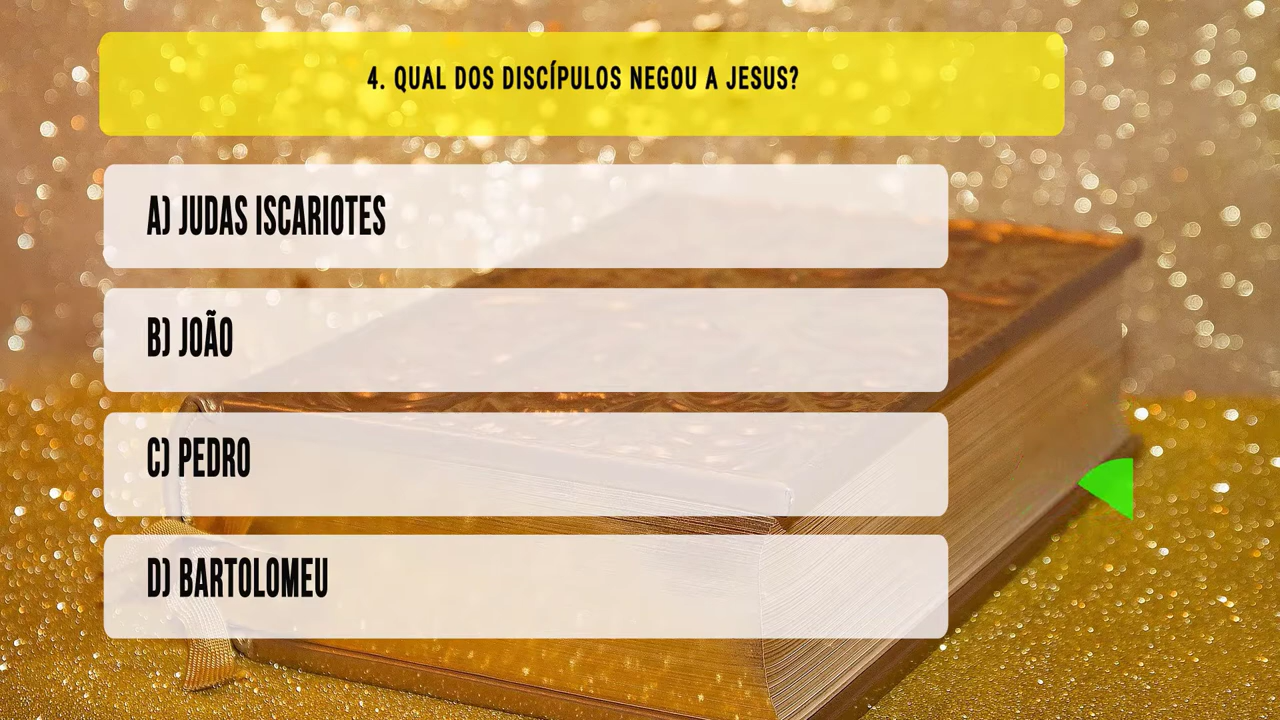 4. QUAL DOS DISCÍPULOS NEGOU A JESUS?
A) JUDAS ISCARIOTES
B) JOÃO
C) PEDRO
D) BARTOLOMEU